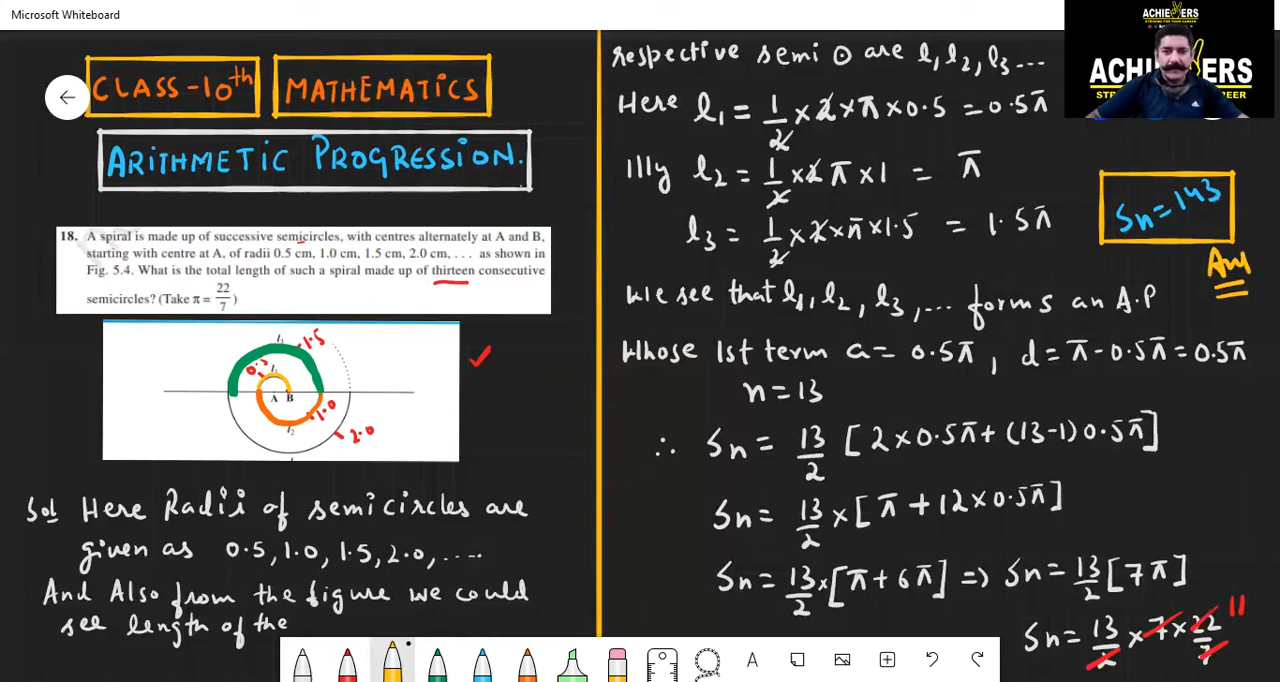 Microsoft Whiteboard
CLASS-10th MATHEMATICS
ARITHMETIC PROGRESSION.
18. A spiral is made up of successive semicircles, with centres alternately at A and B,
starting with centre at A, of radii 0.5 cm, 1.0 cm, 1.5 cm, 2.0 cm, . . . as shown in
Fig. 5.4. What is the total length of such a spiral made up of thirteen consecutive
semicircles? (Take π = 22/7)
l3
1.5
0.5
l1
A B
1.0
l2
2.0
Sol Here Radii of semicircles are
given as 0.5, 1.0, 1.5, 2.0, ....
And Also from the figure we could
see length of the
respective semi ⊙ are l1, l2, l3 ...
Here l1 = 1/2 × 2 × π × 0.5 = 0.5π
Illy l2 = 1/2 × 2 π × 1 = π
l3 = 1/2 × 2 × π × 1.5 = 1.5π
We see that l1, l2, l3, ... forms an A.P
Whose 1st term a = 0.5π, d = π - 0.5π = 0.5π
n = 13
∴ Sn = 13/2 [2 × 0.5π + (13-1) 0.5π]
Sn = 13/2 × [π + 12 × 0.5π]
Sn = 13/2 × [π + 6π] => Sn = 13/2 [7π]
Sn = 13/2 × 7 × 22/7 11
Sn = 143
Ans
ACHIEVERS
STRIVING FOR YOUR CAREER
ACHIEVERS